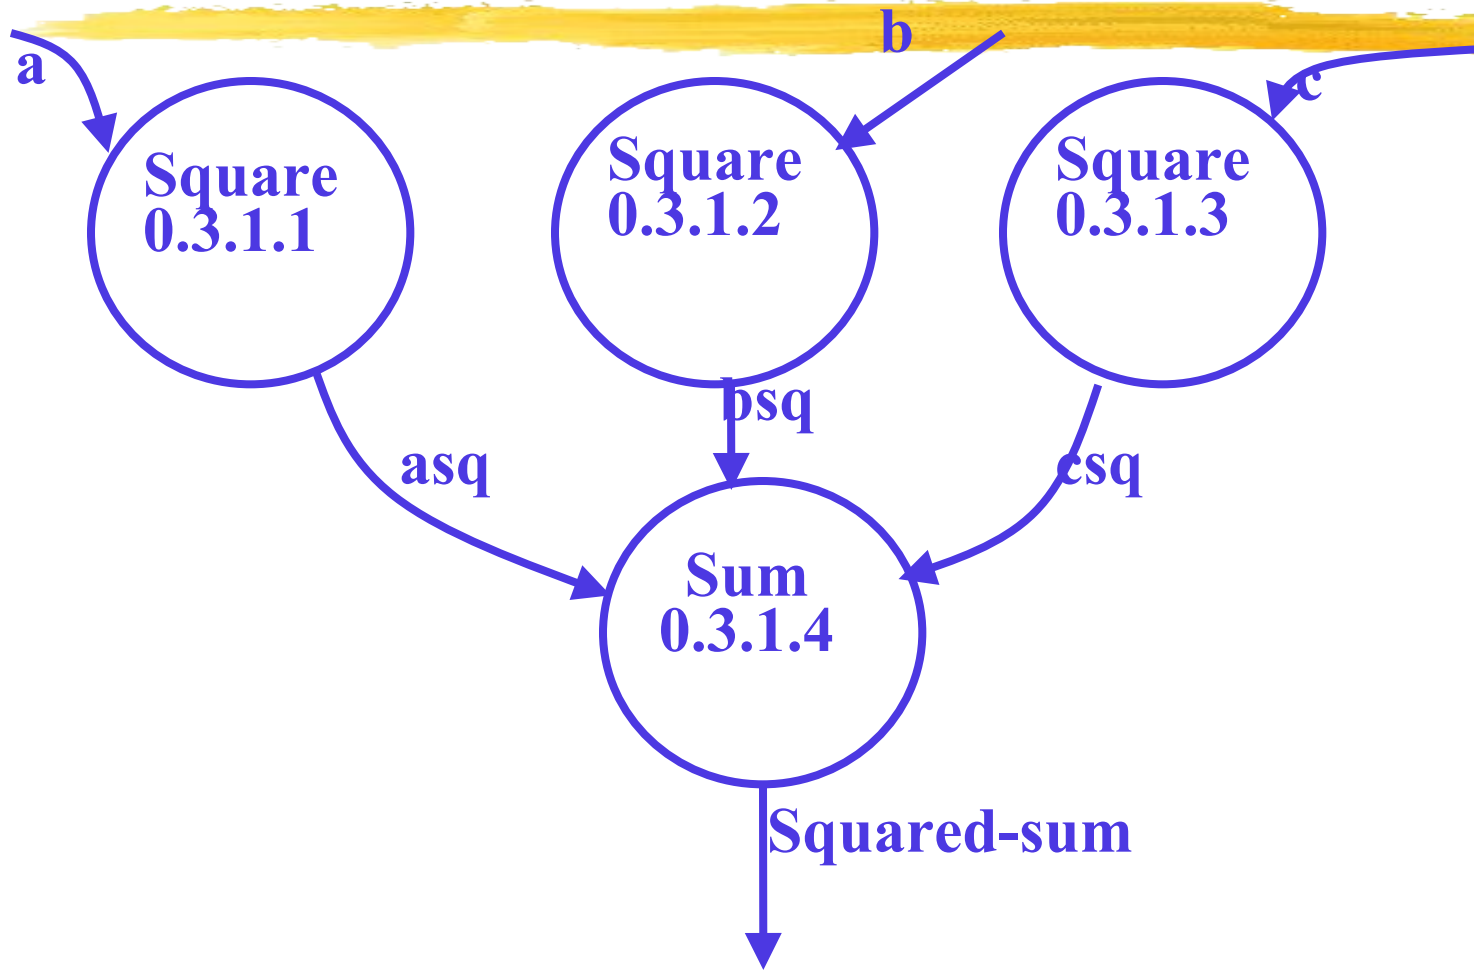 a
b
c
Square
0.3.1.1
Square
0.3.1.2
Square
0.3.1.3
asq
bsq
csq
Sum
0.3.1.4
Squared-sum